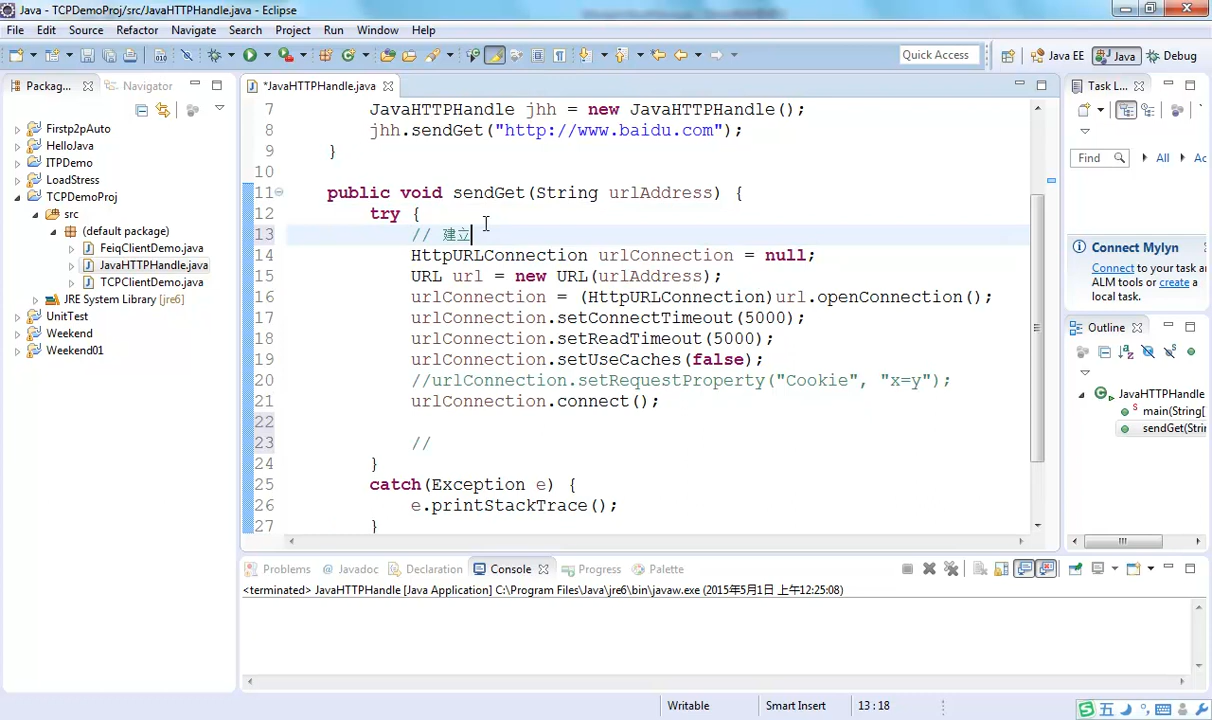 Java - TCPDemoProj/src/JavaHTTPHandle.java - Eclipse
File Edit Source Refactor Navigate Search Project Run Window Help
Quick Access
Java EE
Java
Debug
Packag...
Navigator
Firstp2pAuto
HelloJava
ITPDemo
LoadStress
TCPDemoProj
src
(default package)
FeiqClientDemo.java
JavaHTTPHandle.java
TCPClientDemo.java
JRE System Library [jre6]
UnitTest
Weekend
Weekend01
*JavaHTTPHandle.java
7 JavaHTTPHandle jhh = new JavaHTTPHandle();
8 jhh.sendGet("http://www.baidu.com");
9 }
10
11 public void sendGet(String urlAddress) {
12 try {
13 // 建立
14 HttpURLConnection urlConnection = null;
15 URL url = new URL(urlAddress);
16 urlConnection = (HttpURLConnection)url.openConnection();
17 urlConnection.setConnectTimeout(5000);
18 urlConnection.setReadTimeout(5000);
19 urlConnection.setUseCaches(false);
20 //urlConnection.setRequestProperty("Cookie", "x=y");
21 urlConnection.connect();
22
23 //
24 }
25 catch(Exception e) {
26 e.printStackTrace();
27 }
Task L...
Find
All
Ac
Connect Mylyn
Connect to your task a
ALM tools or create a
local task.
Outline
JavaHTTPHandle
main(String[
sendGet(Strin
Problems
@ Javadoc
Declaration
Console
Progress
Palette
<terminated> JavaHTTPHandle [Java Application] C:\Program Files\Java\jre6\bin\javaw.exe (2015年5月1日 上午12:25:08)
Writable
Smart Insert
13 : 18
五